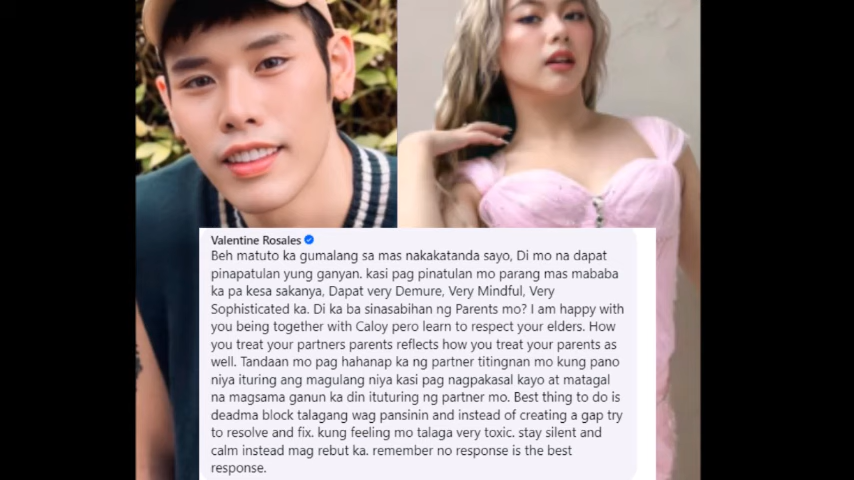 Valentine Rosales
Beh matuto ka gumalang sa mas nakakatanda sayo, Di mo na dapat
pinapatulan yung ganyan. kasi pag pinatulan mo parang mas mababa
ka pa kesa sakanya, Dapat very Demure, Very Mindful, Very
Sophisticated ka. Di ka ba sinasabihan ng Parents mo? I am happy with
you being together with Caloy pero learn to respect your elders. How
you treat your partners parents reflects how you treat your parents as
well. Tandaan mo pag hahanap ka ng partner titingnan mo kung pano
niya ituring ang magulang niya kasi pag nagpakasal kayo at matagal
na magsama ganun ka din ituturing ng partner mo. Best thing to do is
deadma block talagang wag pansinin and instead of creating a gap try
to resolve and fix. kung feeling mo talaga very toxic. stay silent and
calm instead mag rebut ka. remember no response is the best
response.